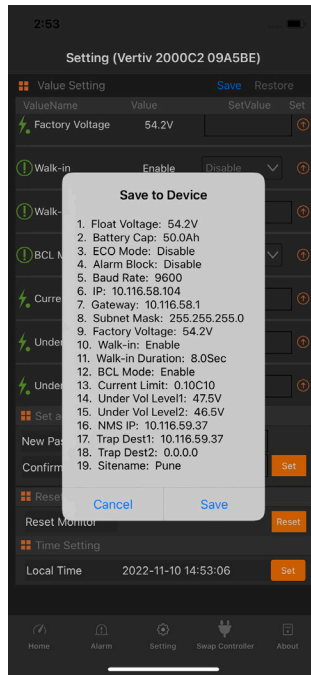 2:53
Setting (Vertiv 2000C2 09A5BE)
Value Setting Save Restore
ValueName Value SetValue Set
Factory Voltage 54.2V
Walk-in Enable Disable
Walk-
BCL M
Curre
Under
Under
Save to Device
1. Float Voltage: 54.2V
2. Battery Cap: 50.0Ah
3. ECO Mode: Disable
4. Alarm Block: Disable
5. Baud Rate: 9600
6. IP: 10.116.58.104
7. Gateway: 10.116.58.1
8. Subnet Mask: 255.255.255.0
9. Factory Voltage: 54.2V
10. Walk-in: Enable
11. Walk-in Duration: 8.0Sec
12. BCL Mode: Enable
13. Current Limit: 0.10C10
14. Under Vol Level1: 47.5V
15. Under Vol Level2: 46.5V
16. NMS IP: 10.116.59.37
17. Trap Dest1: 10.116.59.37
18. Trap Dest2: 0.0.0.0
19. Sitename: Pune
Cancel Save
Set a
New Pas
Confirm Set
Reset
Reset Monitor Reset
Time Setting
Local Time 2022-11-10 14:53:06 Set
Home Alarm Setting Swap Controller About